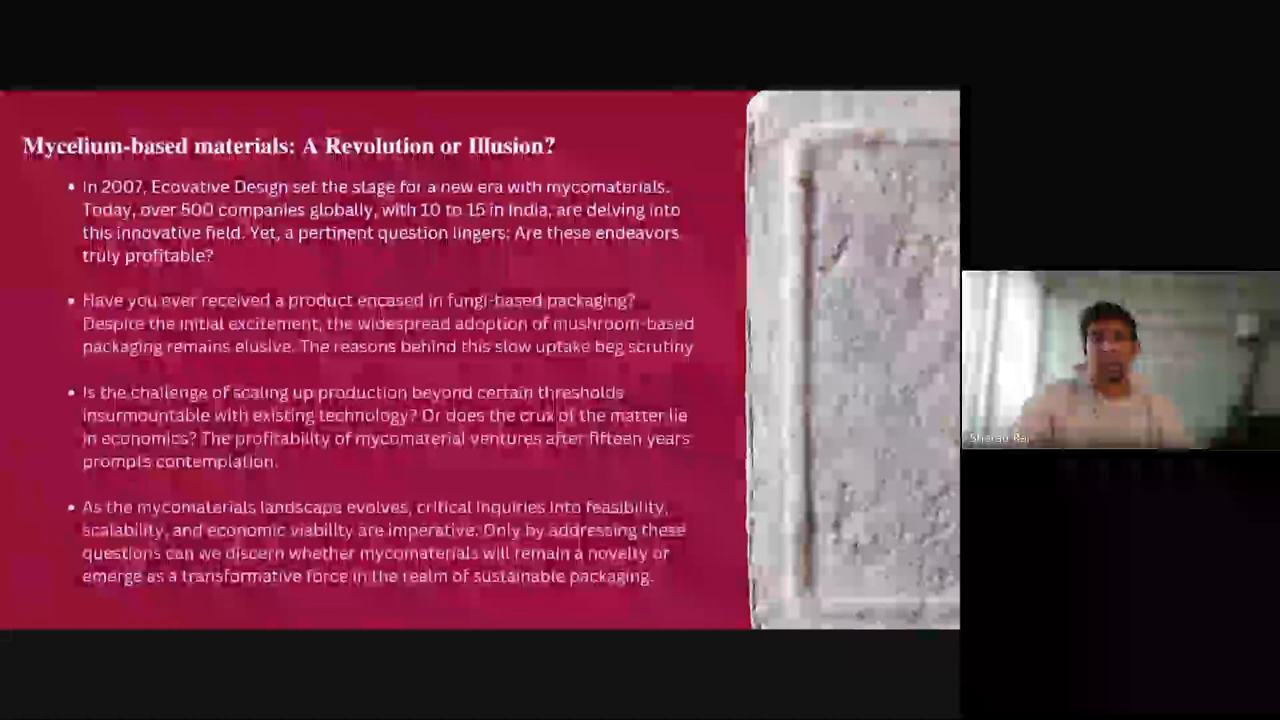 Mycelium-based materials: A Revolution or Illusion?
• In 2007, Ecovative Design set the stage for a new era with mycomaterials.
Today, over 500 companies globally, with 10 to 15 in India, are delving into
this innovative field. Yet, a pertinent question lingers: Are these endeavors
truly profitable?
• Have you ever received a product encased in fungi-based packaging?
Despite the initial excitement, the widespread adoption of mushroom-based
packaging remains elusive. The reasons behind this slow uptake beg scrutiny
• Is the challenge of scaling up production beyond certain thresholds
insurmountable with existing technology? Or does the crux of the matter lie
in economics? The profitability of mycomaterial ventures after fifteen years
prompts contemplation.
• As the mycomaterials landscape evolves, critical inquiries into feasibility,
scalability, and economic viability are imperative. Only by addressing these
questions can we discern whether mycomaterials will remain a novelty or
emerge as a transformative force in the realm of sustainable packaging.